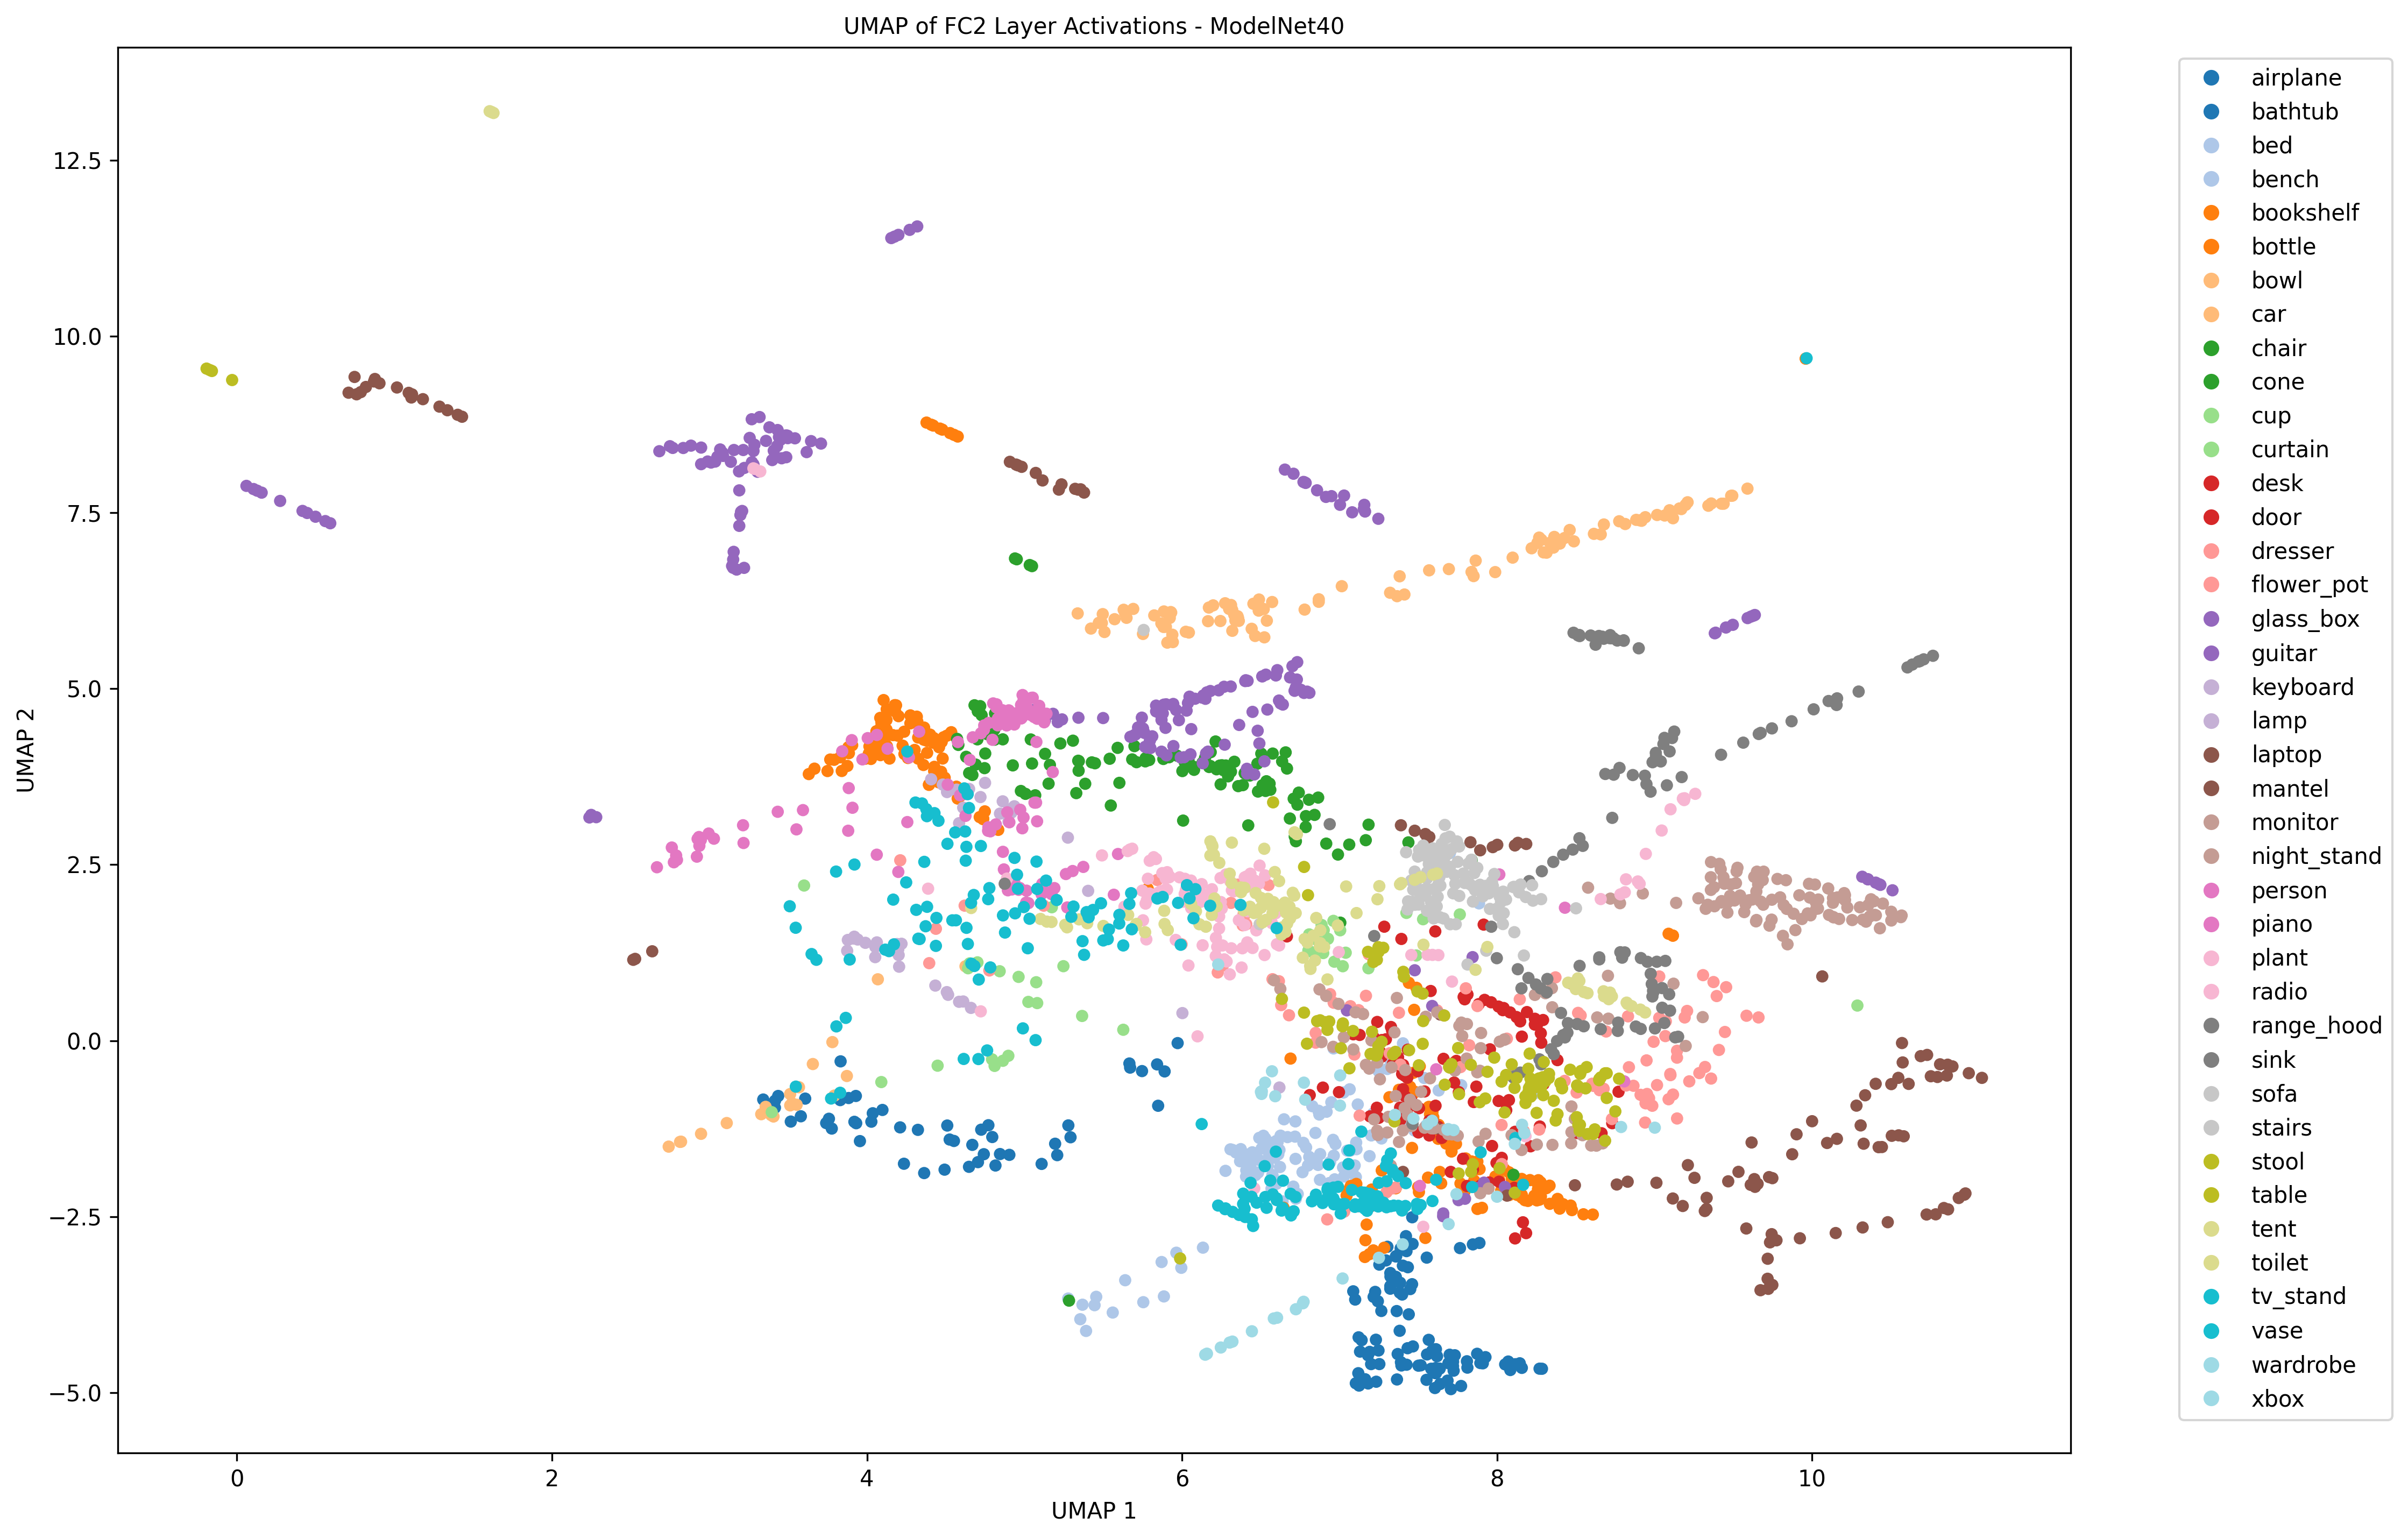 UMAP of FC2 Layer Activations - ModelNet40
12.5
10.0
7.5
5.0
2.5
0.0
−2.5
−5.0
UMAP 2
0
2
4
6
8
10
UMAP 1
airplane
bathtub
bed
bench
bookshelf
bottle
bowl
car
chair
cone
cup
curtain
desk
door
dresser
flower_pot
glass_box
guitar
keyboard
lamp
laptop
mantel
monitor
night_stand
person
piano
plant
radio
range_hood
sink
sofa
stairs
stool
table
tent
toilet
tv_stand
vase
wardrobe
xbox